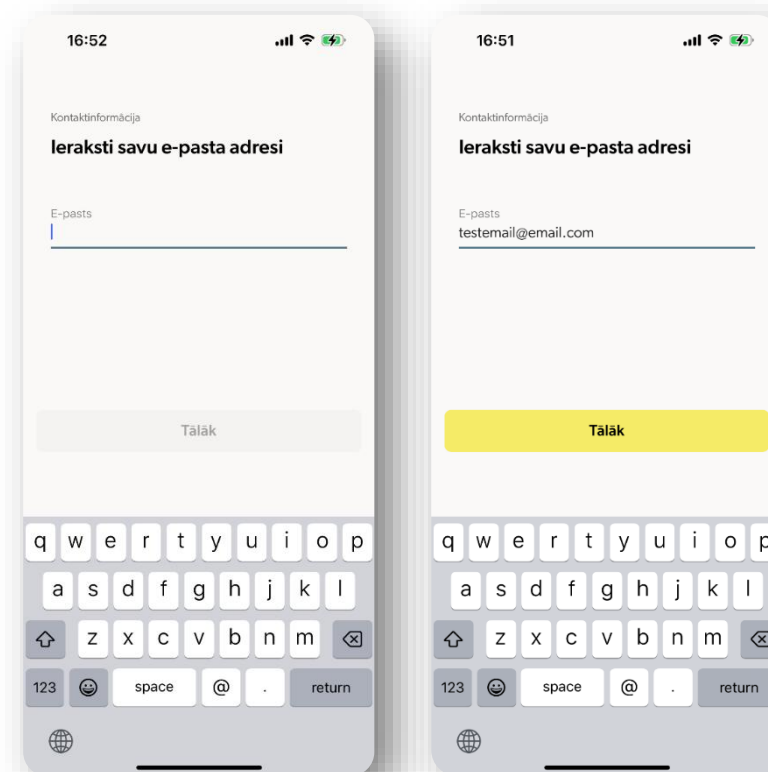 16:52
Kontaktinformācija
Ieraksti savu e-pasta adresi
E-pasts
Tālāk
q w e r t y u i o p
a s d f g h j k l
z x c v b n m
123 space @ . return
16:51
Kontaktinformācija
Ieraksti savu e-pasta adresi
E-pasts
testemail@email.com
Tālāk
q w e r t y u i o p
a s d f g h j k l
z x c v b n m
123 space @ . return